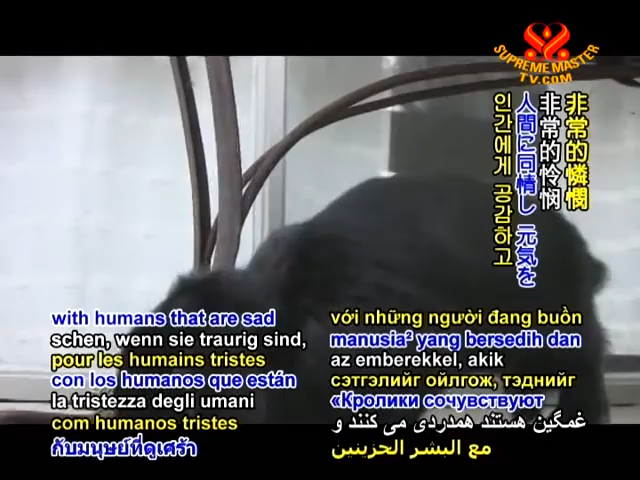 SUPREME MASTER
TV.COM
非常的憐憫
非常的怜悯
人間に同情し 元気を
인간에게 공감하고
with humans that are sad
schen, wenn sie traurig sind,
pour les humains tristes
con los humanos que están
la tristezza degli umani
com humanos tristes
กับมนุษย์ที่ดูเศร้า
với những người đang buồn
manusia² yang bersedih dan
az emberekkel, akik
сэтгэлийг ойлгож, тэднийг
«Кролики сочувствуют
غمگین هستند همدردی می کنند و
مع البشر الحزينين